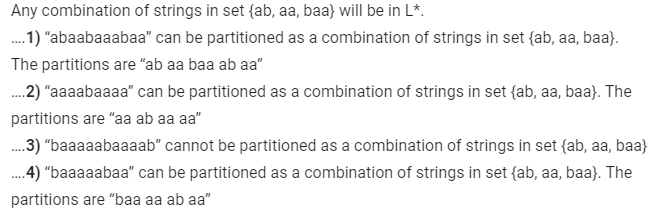 Any combination of strings in set {ab, aa, baa} will be in L*.
....1) “abaabaaabaa” can be partitioned as a combination of strings in set {ab, aa, baa}.
The partitions are “ab aa baa ab aa”
....2) “aaaabaaaa” can be partitioned as a combination of strings in set {ab, aa, baa}. The
partitions are “aa ab aa aa”
....3) “baaaaabaaaab” cannot be partitioned as a combination of strings in set {ab, aa, baa}
....4) “baaaaabaa” can be partitioned as a combination of strings in set {ab, aa, baa}. The
partitions are “baa aa ab aa”